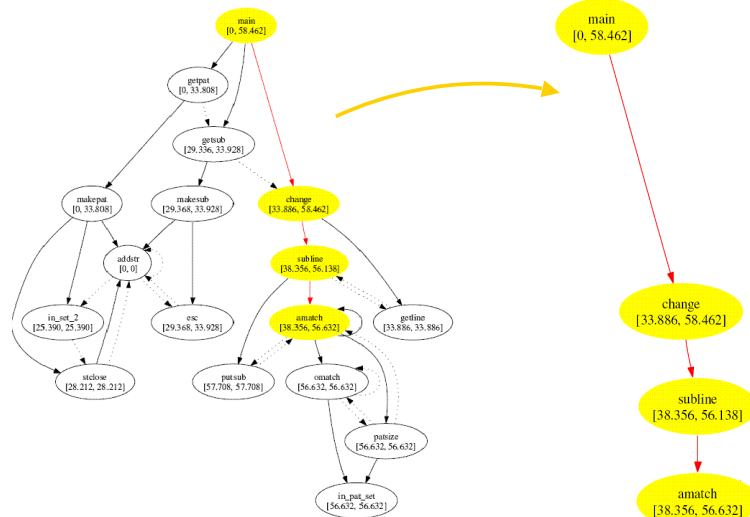 main
[0, 58.462]
getpat
[0, 33.808]
getsub
[29.336, 33.928]
makepat
[0, 33.808]
makesub
[29.368, 33.928]
change
[33.886, 58.462]
addstr
[0, 0]
subline
[38.356, 56.138]
in_set_2
[25.390, 25.390]
esc
[29.368, 33.928]
amatch
[38.356, 56.632]
getline
[33.886, 33.886]
stclose
[28.212, 28.212]
putsub
[57.708, 57.708]
omatch
[56.632, 56.632]
patsize
[56.632, 56.632]
in_pat_set
[56.632, 56.632]
main
[0, 58.462]
change
[33.886, 58.462]
subline
[38.356, 56.138]
amatch
[38.356, 56.632]